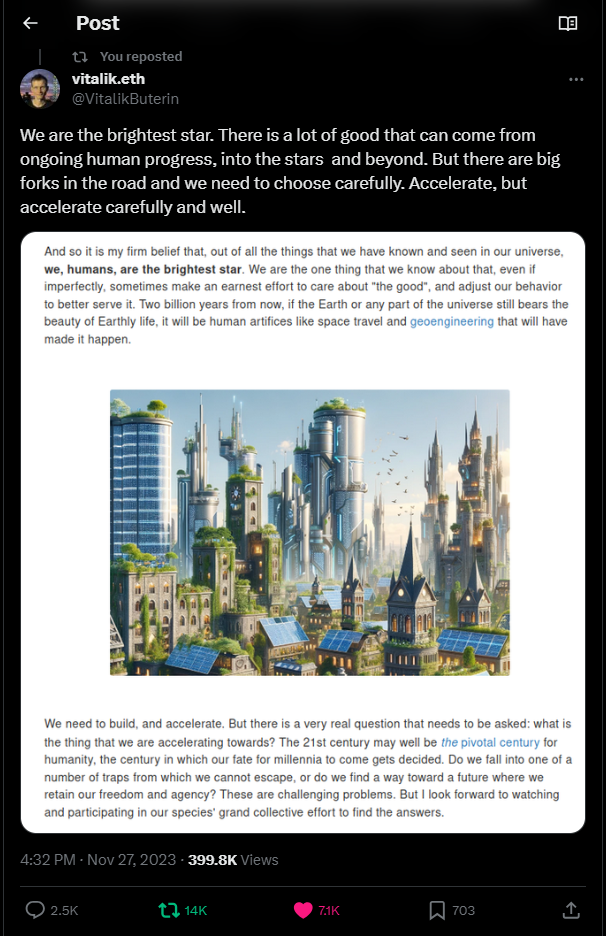 Post
You reposted
vitalik.eth
@VitalikButerin
We are the brightest star. There is a lot of good that can come from
ongoing human progress, into the stars  and beyond. But there are big
forks in the road and we need to choose carefully. Accelerate, but
accelerate carefully and well.
And so it is my firm belief that, out of all the things that we have known and seen in our universe,
we, humans, are the brightest star. We are the one thing that we know about that, even if
imperfectly, sometimes make an earnest effort to care about "the good", and adjust our behavior
to better serve it. Two billion years from now, if the Earth or any part of the universe still bears the
beauty of Earthly life, it will be human artifices like space travel and geoengineering that will have
made it happen.
We need to build, and accelerate. But there is a very real question that needs to be asked: what is
the thing that we are accelerating towards? The 21st century may well be the pivotal century for
humanity, the century in which our fate for millennia to come gets decided. Do we fall into one of a
number of traps from which we cannot escape, or do we find a way toward a future where we
retain our freedom and agency? These are challenging problems. But I look forward to watching
and participating in our species' grand collective effort to find the answers.
4:32 PM · Nov 27, 2023 · 399.8K Views
2.5K 14K 7.1K 703